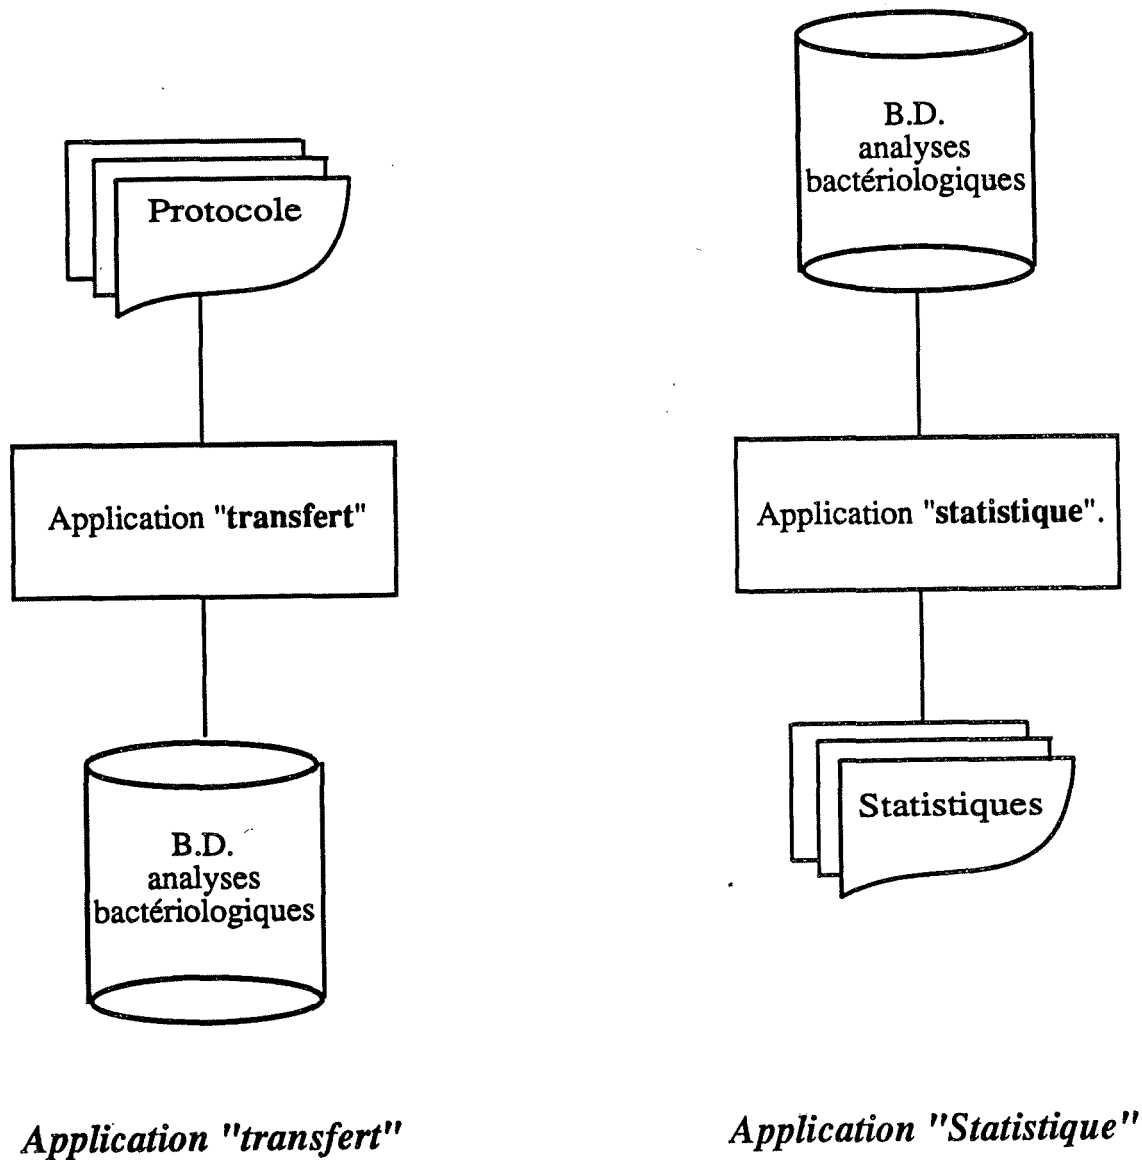 Protocole
Application "transfert"
B.D.
analyses
bactériologiques
Application "transfert"
B.D.
analyses
bactériologiques
Application "statistique".
Statistiques
Application "Statistique"